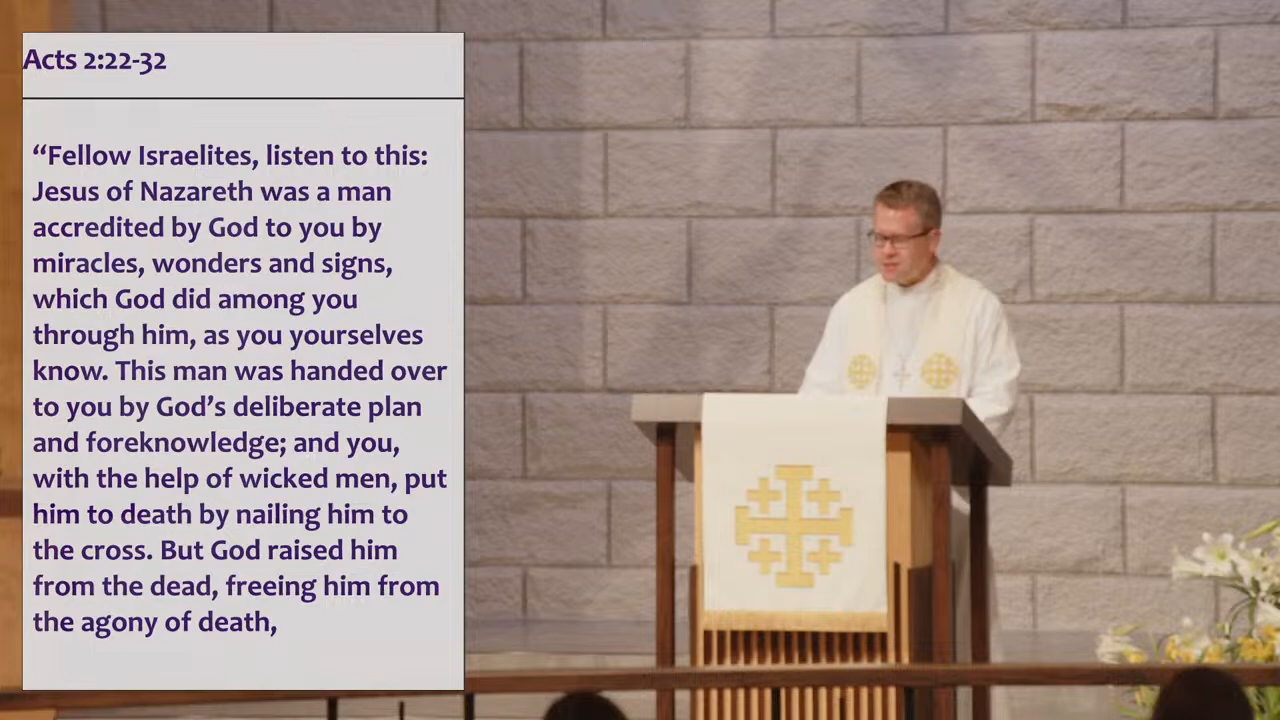 Acts 2:22-32
“Fellow Israelites, listen to this:
Jesus of Nazareth was a man
accredited by God to you by
miracles, wonders and signs,
which God did among you
through him, as you yourselves
know. This man was handed over
to you by God’s deliberate plan
and foreknowledge; and you,
with the help of wicked men, put
him to death by nailing him to
the cross. But God raised him
from the dead, freeing him from
the agony of death,